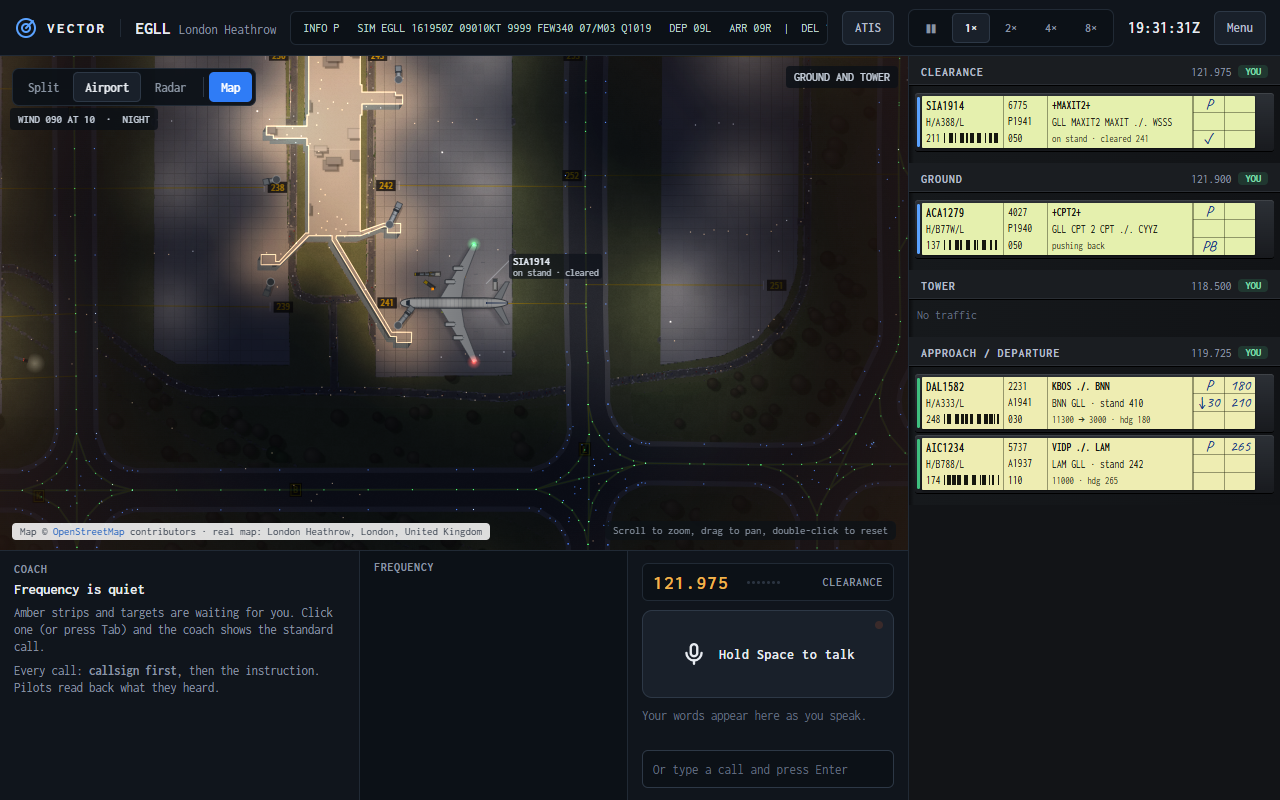 VECTOR
EGLL London Heathrow
INFO P SIM EGLL 161950Z 09010KT 9999 FEW340 07/M03 Q1019 DEP 09L ARR 09R | DEL
ATIS
1×
2×
4×
8×
19:31:31Z
Menu
Split
Airport
Radar
Map
GROUND AND TOWER
WIND 090 AT 10 · NIGHT
238
242
252
239
241
251
SIA1914
on stand · cleared
Map © OpenStreetMap contributors · real map: London Heathrow, London, United Kingdom
Scroll to zoom, drag to pan, double-click to reset
CLEARANCE
121.975 YOU
SIA1914
H/A388/L
211
6775
P1941
050
+MAXIT2+
GLL MAXIT2 MAXIT ./. WSSS
on stand · cleared 241
P
✓
GROUND
121.900 YOU
ACA1279
H/B77W/L
137
4027
P1940
050
+CPT2+
GLL CPT 2 CPT ./. CYYZ
pushing back
P
PB
TOWER
118.500 YOU
No traffic
APPROACH / DEPARTURE
119.725 YOU
DAL1582
H/A333/L
248
2231
A1941
030
KBOS ./. BNN
BNN GLL · stand 410
11300 → 3000 · hdg 180
P 180
↓30 210
AIC1234
H/B788/L
174
5737
A1937
110
VIDP ./. LAM
LAM GLL · stand 242
11000 · hdg 265
P 265
COACH
Frequency is quiet
Amber strips and targets are waiting for you. Click
one (or press Tab) and the coach shows the standard
call.
Every call: callsign first, then the instruction.
Pilots read back what they heard.
FREQUENCY
121.975
CLEARANCE
Hold Space to talk
Your words appear here as you speak.
Or type a call and press Enter